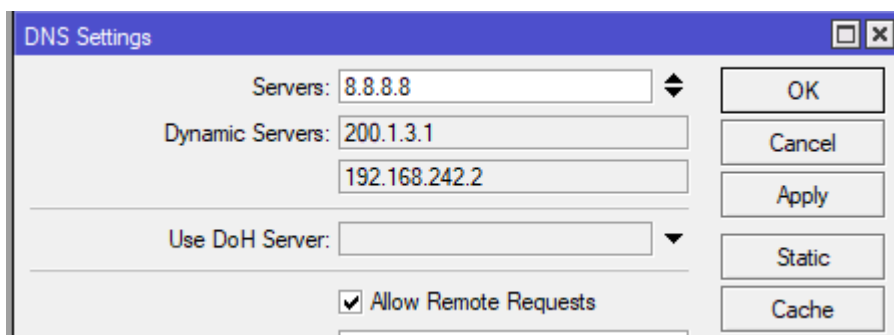 DNS Settings
Servers: 8.8.8.8
OK
Dynamic Servers: 200.1.3.1
Cancel
192.168.242.2
Apply
Use DoH Server:
Static
Allow Remote Requests
Cache